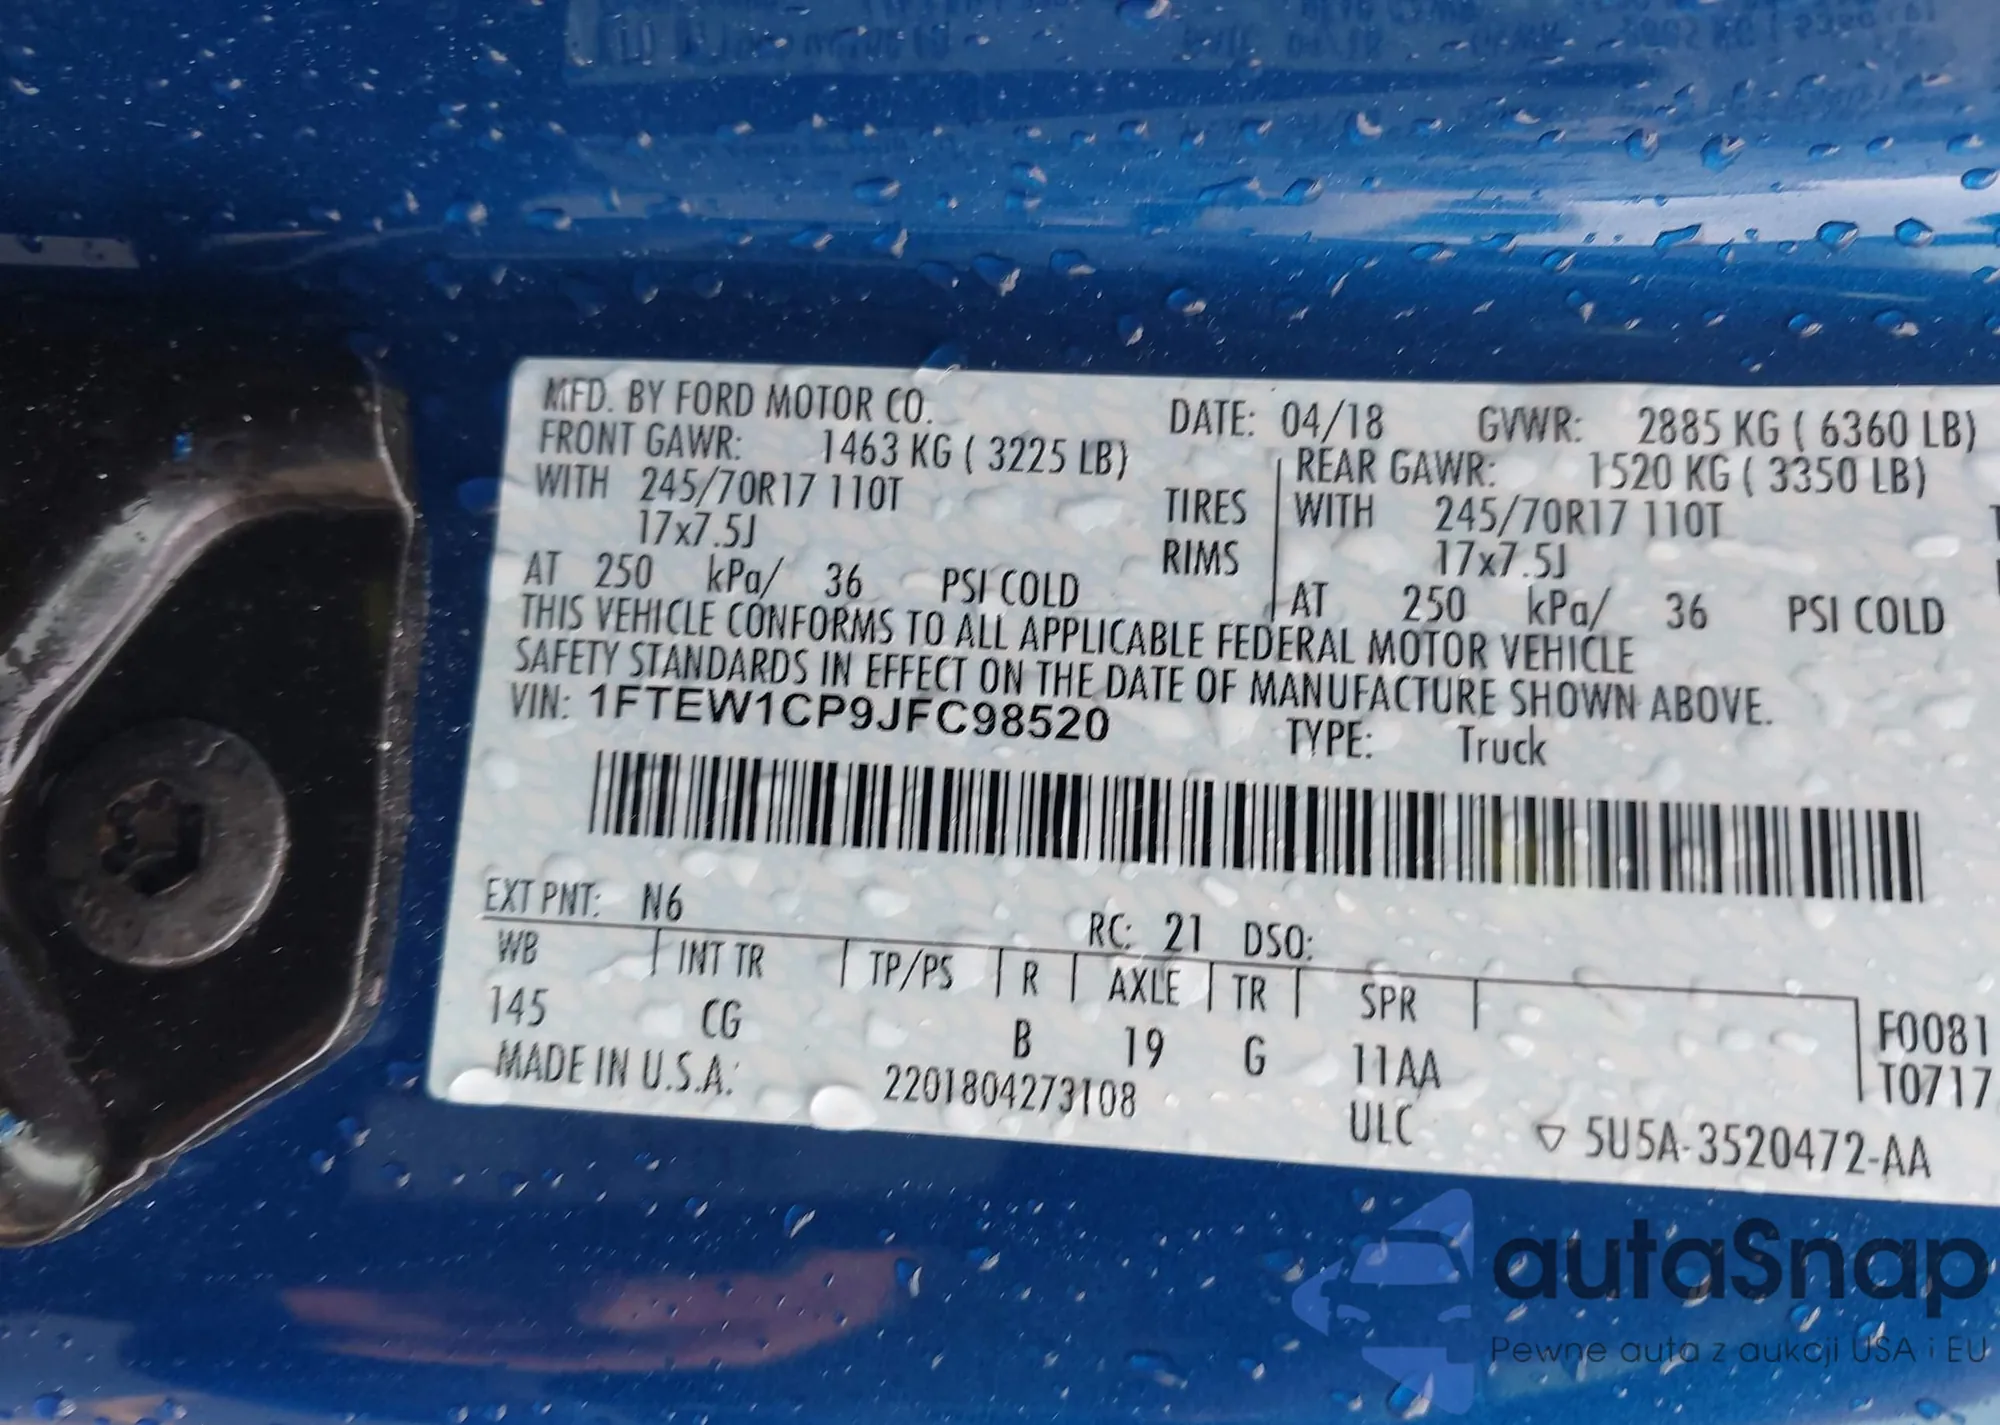 MFD. BY FORD MOTOR CO.
DATE: 04/18 GVWR: 2885 KG ( 6360 LB)
FRONT GAWR: 1463 KG ( 3225 LB)
REAR GAWR: 1520 KG ( 3350 LB)
WITH 245/70R17 110T TIRES WITH 245/70R17 110T
17x7.5J RIMS 17x7.5J
AT 250 kPa/ 36 PSI COLD AT 250 kPa/ 36 PSI COLD
THIS VEHICLE CONFORMS TO ALL APPLICABLE FEDERAL MOTOR VEHICLE
SAFETY STANDARDS IN EFFECT ON THE DATE OF MANUFACTURE SHOWN ABOVE.
VIN: 1FTEW1CP9JFC98520 TYPE: Truck
EXT PNT: N6 RC: 21 DSO:
WB INT TR TP/PS R AXLE TR SPR
145 CG B 19 G 11AA
F0081
T0717
MADE IN U.S.A. 2201804273108 ULC
5U5A-3520472-AA
autaSnap
Pewne auta z aukcji USA i EU